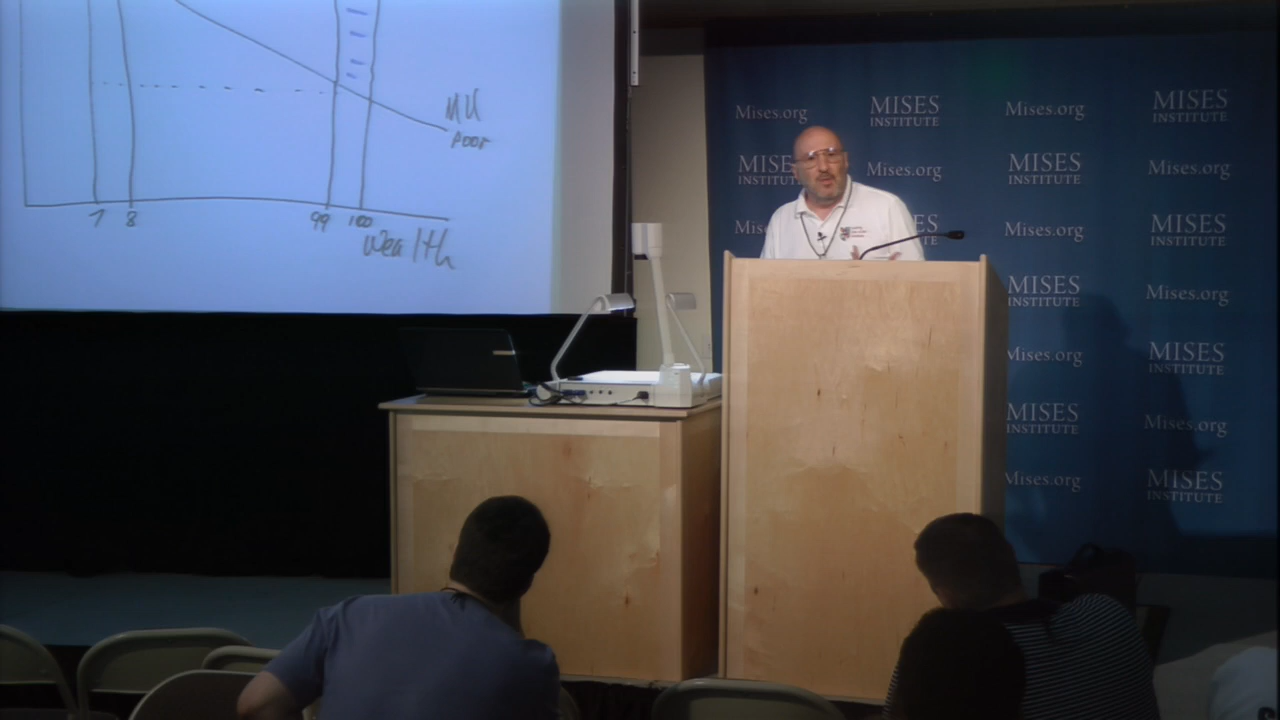 MU
poor
7 8 99 100
Wealth
Mises.org MISES INSTITUTE Mises.org MISES INSTITUTE
MISES INSTITUTE Mises.org MISES INSTITUTE Mises.org
Mises.org MISES INSTITUTE
MISES INSTITUTE Mises.org
Mises.org MISES INSTITUTE
MISES INSTITUTE Mises.org
Mises.org MISES INSTITUTE